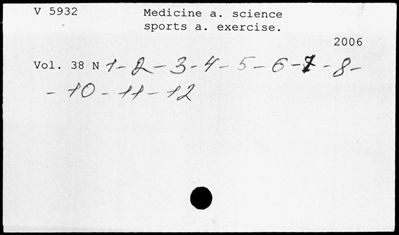 V 5932 Medicine a. science
sports a. exercise.
2006
Vol. 38 N 1-2-3-4-5-6-7-8-
-10-11-12